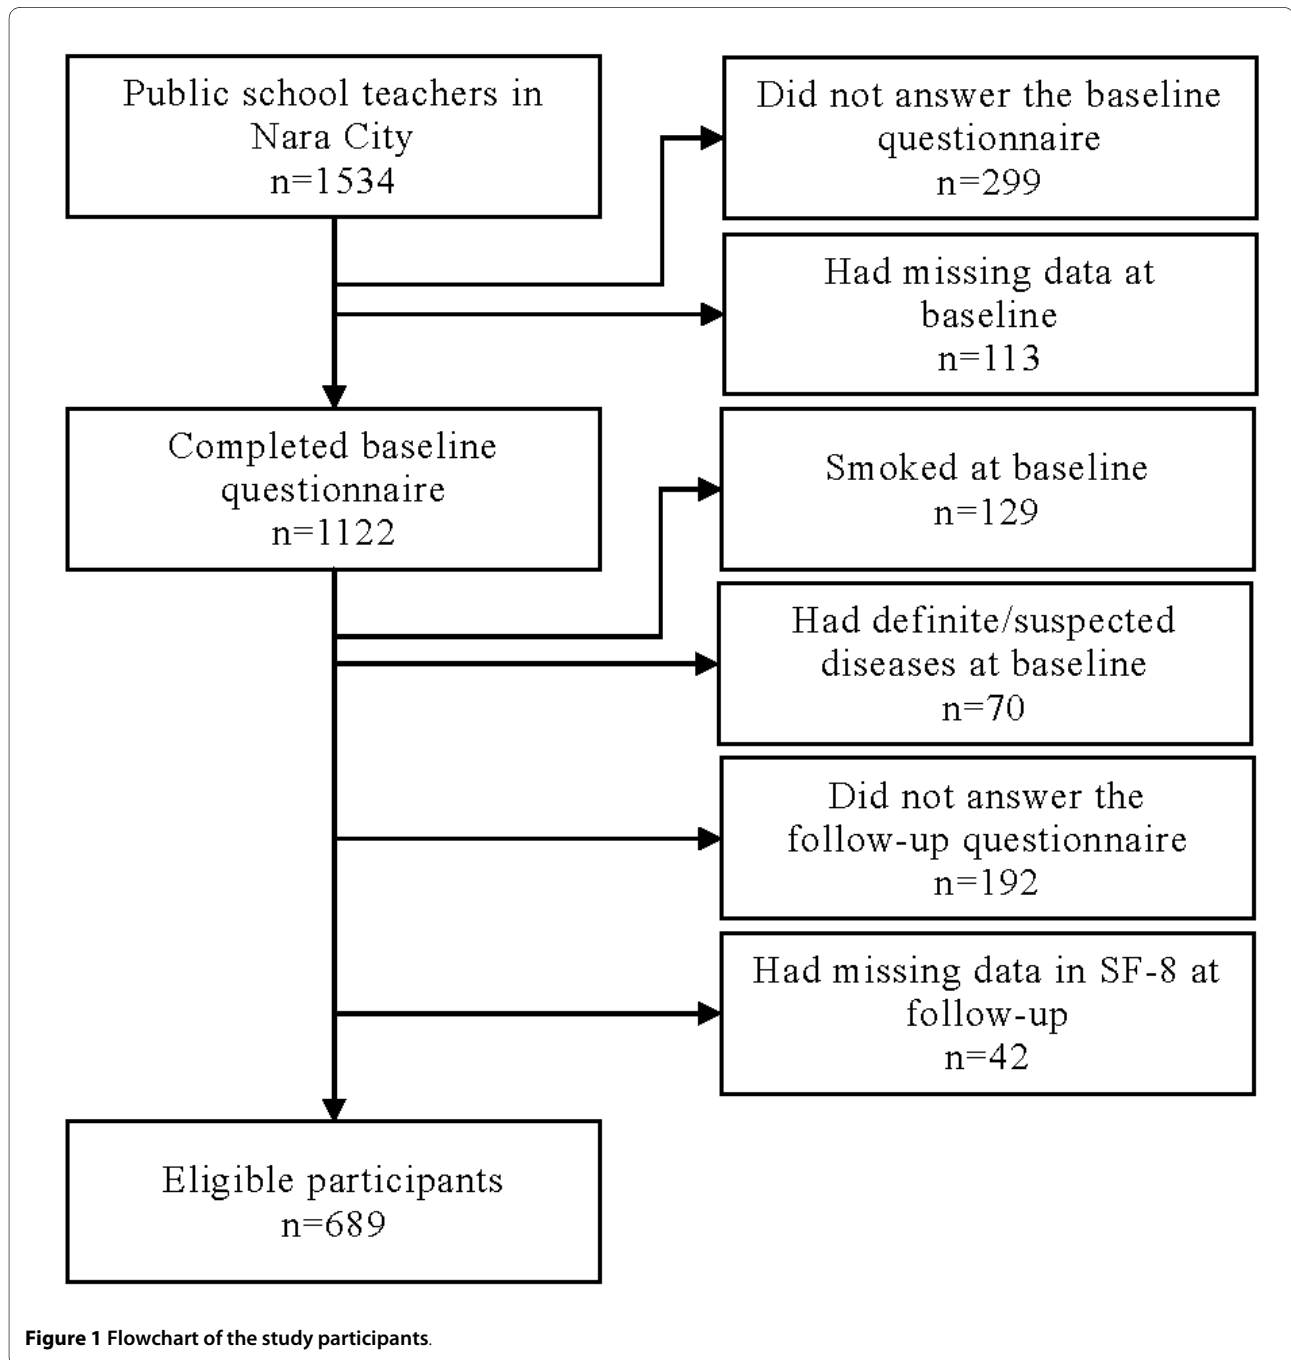 Public school teachers in
Nara City
n=1534
Did not answer the baseline
questionnaire
n=299
Had missing data at
baseline
n=113
Completed baseline
questionnaire
n=1122
Smoked at baseline
n=129
Had definite/suspected
diseases at baseline
n=70
Did not answer the
follow-up questionnaire
n=192
Had missing data in SF-8 at
follow-up
n=42
Eligible participants
n=689
Figure 1 Flowchart of the study participants.